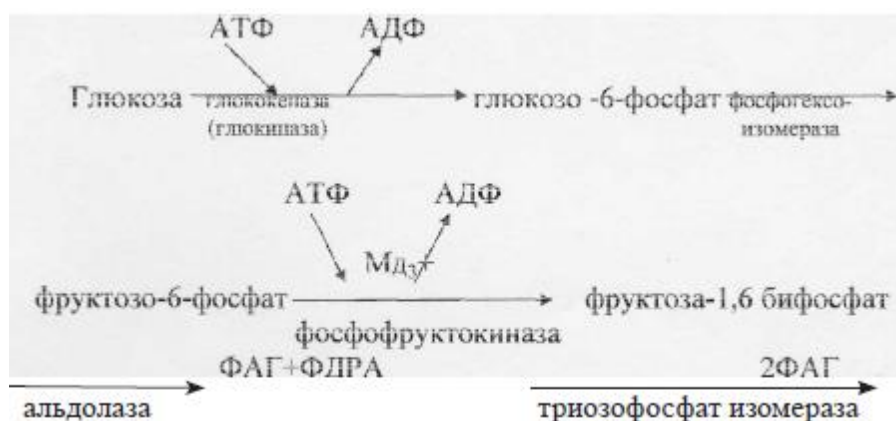 АТФ АДФ
Глюкоза глюкокеназа глюкозо -6-фосфат фосфогексо-
(глюкиназа) изомераза
АТФ АДФ
Мд₃+
фруктозо-6-фосфат фруктоза-1,6 бифосфат
фосфофруктокиназа
ФАГ+ФДРА 2ФАГ
альдолаза триозофосфат изомераза